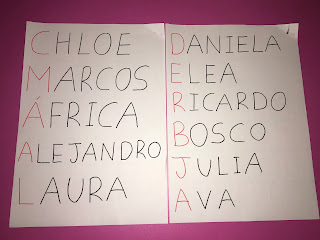 CHLOE
MARCOS
ÁFRICA
ALEJANDRO
LAURA
DANIELA
ELEA
RICARDO
BOSCO
JULIA
AVA